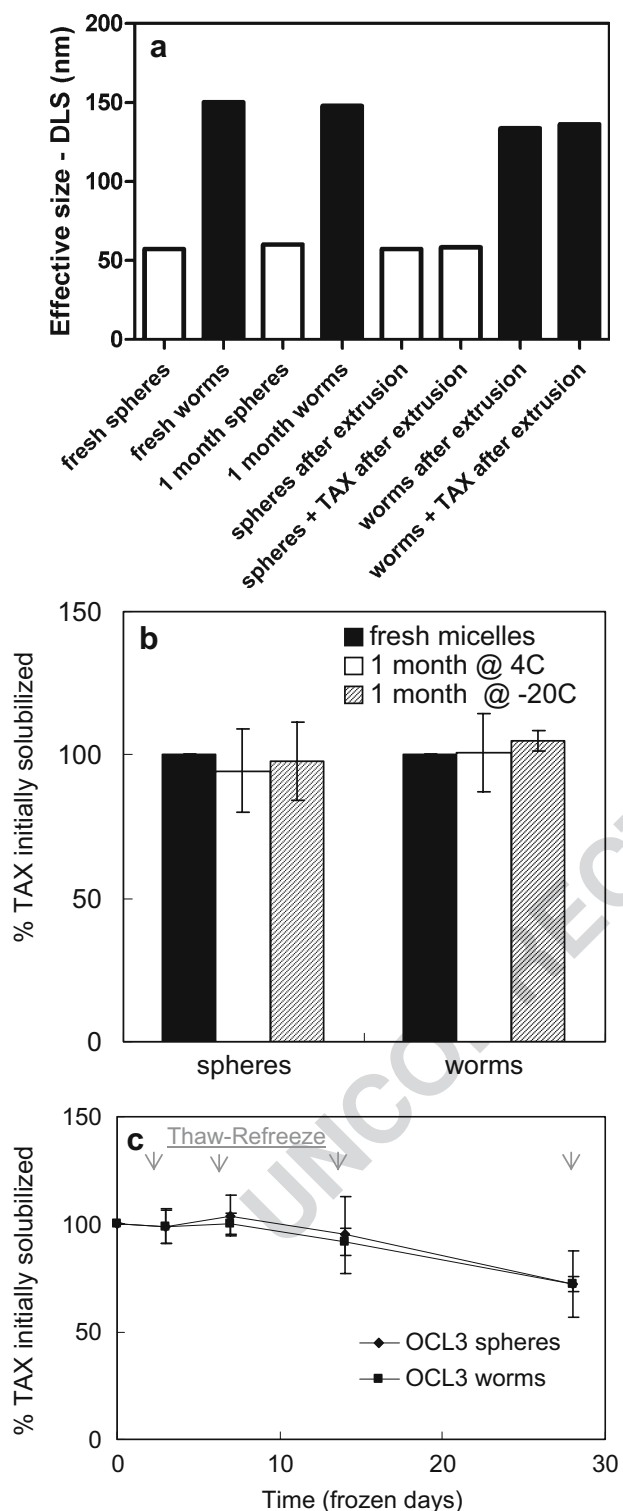 a
Effective size - DLS (nm)
200
150
100
50
0
fresh spheres
fresh worms
1 month spheres
1 month worms
spheres after extrusion
spheres + TAX after extrusion
worms after extrusion
worms + TAX after extrusion
b
fresh micelles
1 month @ 4C
1 month @ -20C
% TAX initially solubilized
150
100
50
0
spheres
worms
UNCORRECT
c
Thaw-Refreeze
% TAX initially solubilized
150
100
50
0
OCL3 spheres
OCL3 worms
0
10
20
30
Time (frozen days)